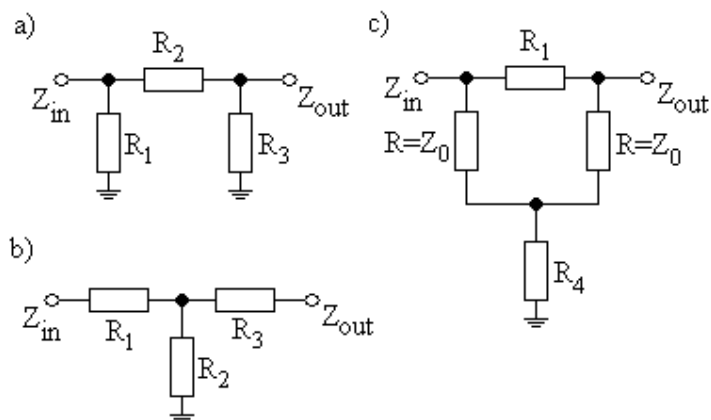 a)
R2
Zin
Zout
R1
R3
b)
Zin
R1
R3
Zout
R2
c)
R1
Zin
Zout
R=Z0
R=Z0
R4